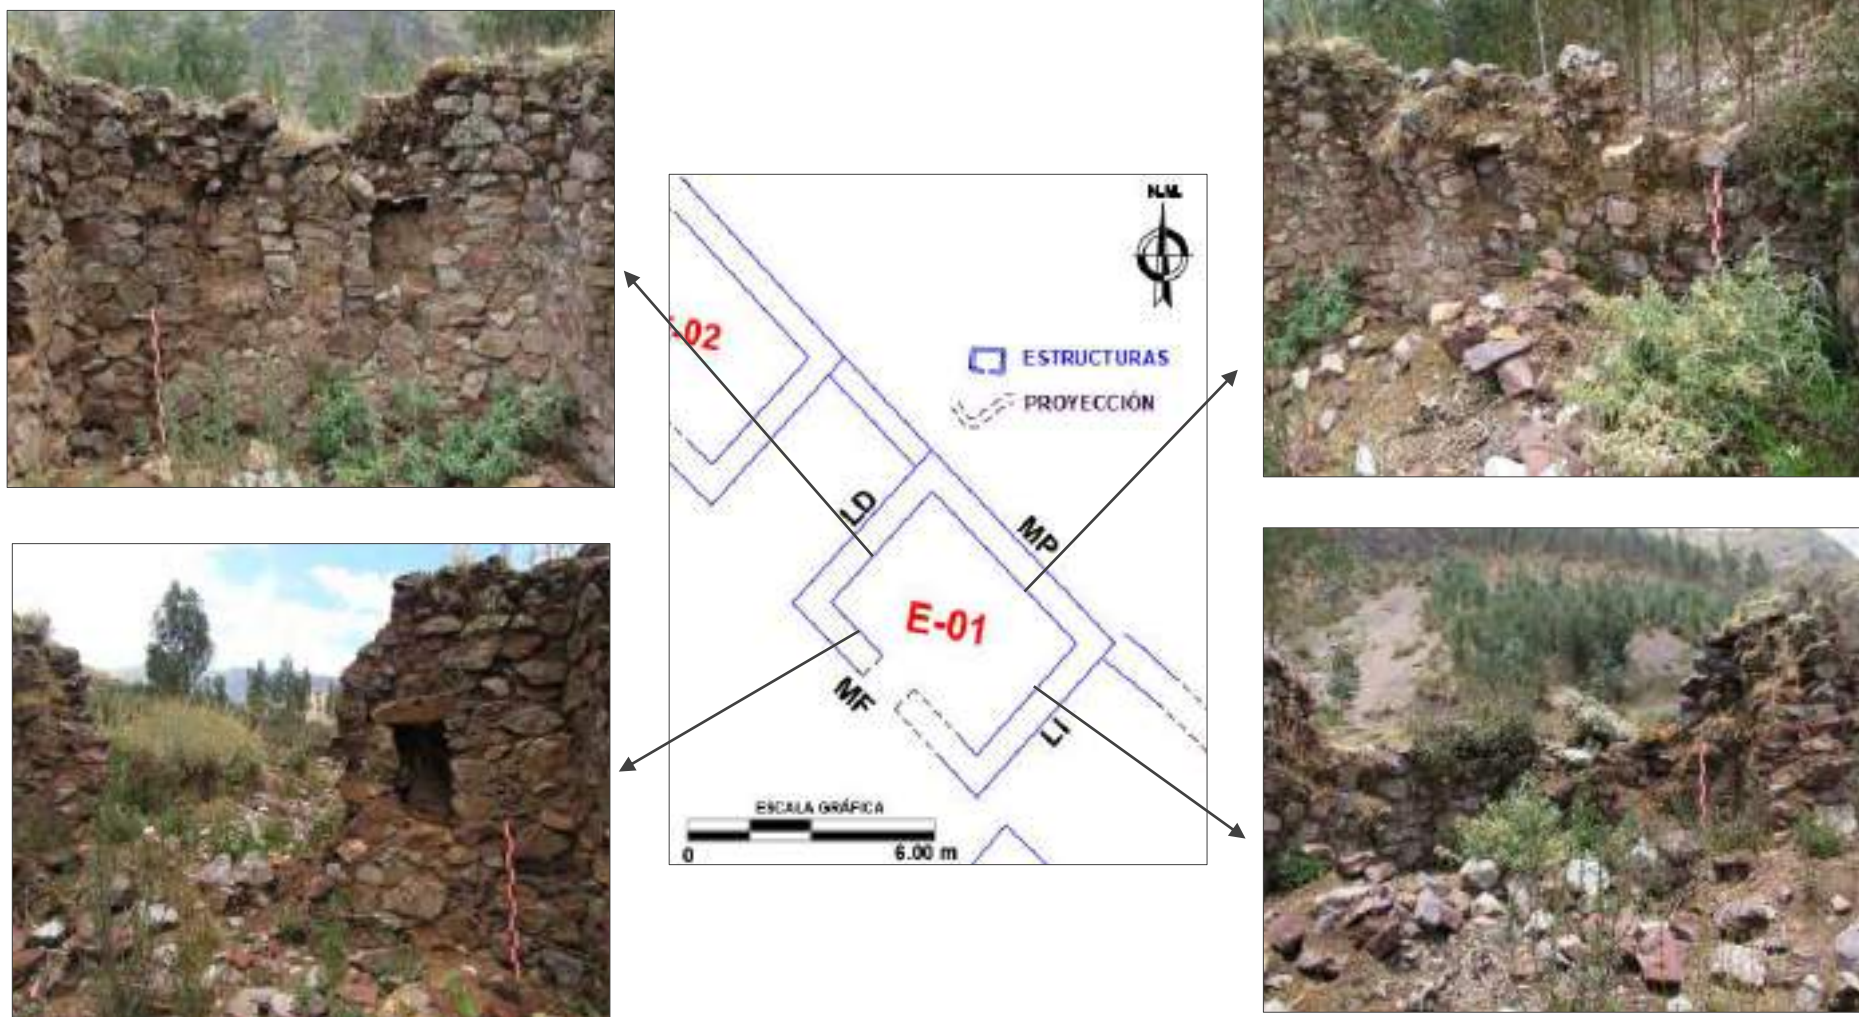 N.M.
-02
ESTRUCTURAS
PROYECCIÓN
LD
MP
E-01
MF
LI
ESCALA GRÁFICA
0 6.00 m